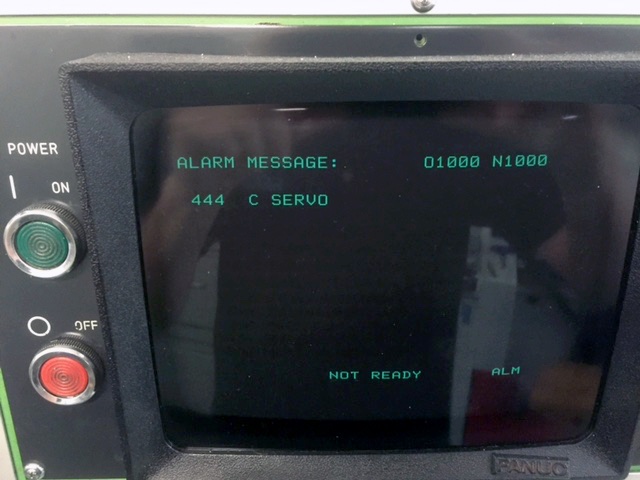 POWER
ON
OFF
ALARM MESSAGE: O1000 N1000
444 C SERVO
NOT READY ALM
FANUC